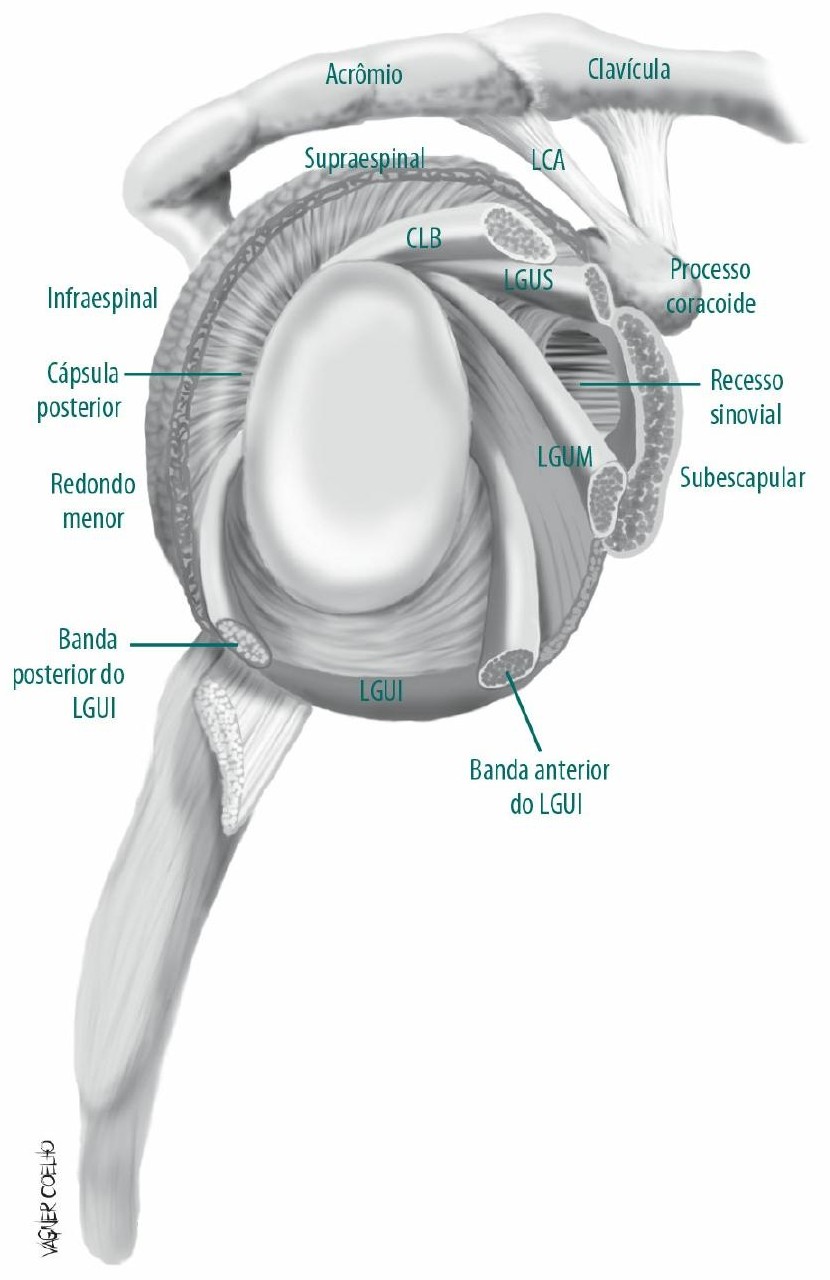 Acrômio
Clavícula
Supraespinal
LCA
CLB
LGUS
Processo
coracoide
Infraespinal
Cápsula
posterior
Recesso
sinovial
LGUM
Redondo
menor
Subescapular
Banda
posterior do
LGUI
LGUI
Banda anterior
do LGUI
VAGNER COELHO